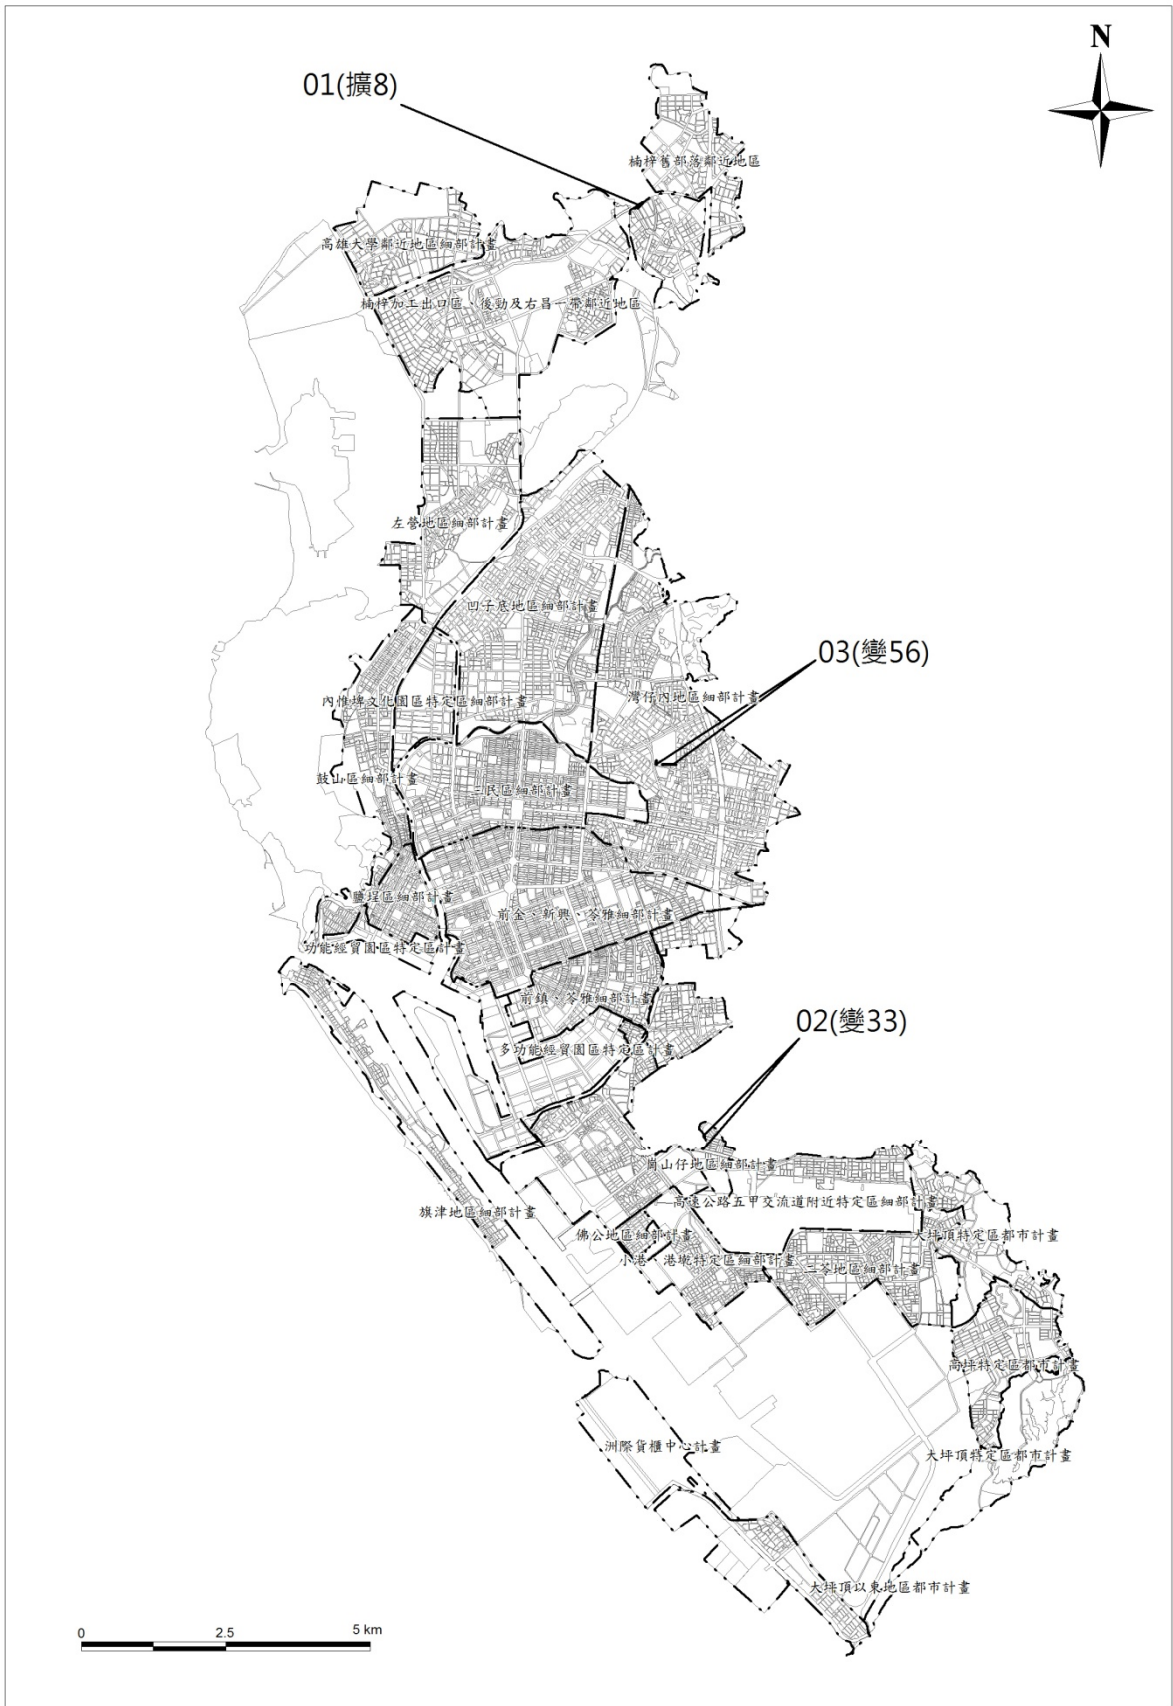 N
01(擴8)
楠梓舊部落鄰近地區
高雄大學鄰近地區細部計畫
楠梓加工出口區、後勁及右昌一帶鄰近地區
左營地區細部計畫
凹子底地區細部計畫
03(變56)
灣仔內地區細部計畫
內惟埤文化園區特定區細部計畫
鼓山區細部計畫
三民區細部計畫
鹽埕區細部計畫
前金、新興、苓雅細部計畫
功能經貿園區特定區計畫
前鎮、苓雅細部計畫
02(變33)
多功能經貿園區特定區計畫
崗山仔地區細部計畫
高速公路五甲交流道附近特定區細部計畫
旗津地區細部計畫
佛公地區細部計畫
大坪頂特定區都市計畫
小港、港埦特定區細部計畫
二苓地區細部計畫
高坪特定區都市計畫
洲際貨櫃中心計畫
大坪頂特定區都市計畫
大坪頂以東地區都市計畫
0 2.5 5 km